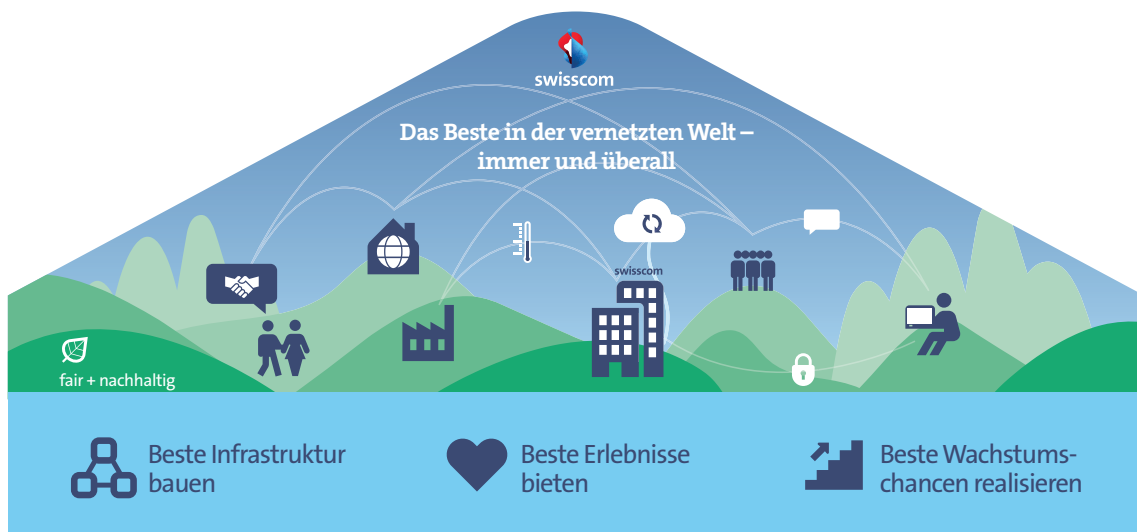 swisscom
Das Beste in der vernetzten Welt –
immer und überall
swisscom
fair + nachhaltig
Beste Infrastruktur
bauen
Beste Erlebnisse
bieten
Beste Wachstums-
chancen realisieren